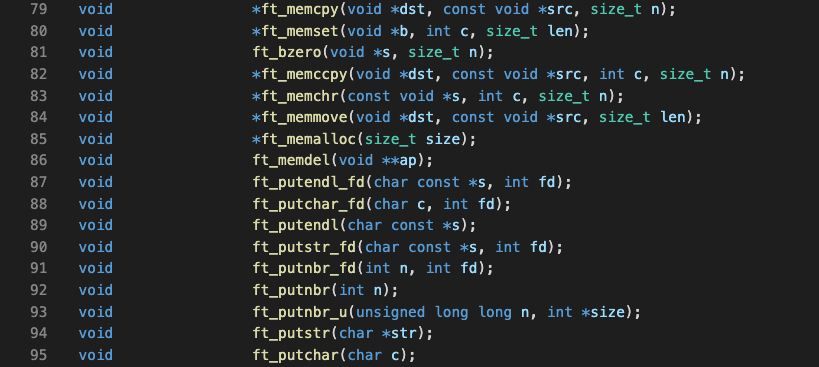 79 void *ft_memcpy(void *dst, const void *src, size_t n);
80 void *ft_memset(void *b, int c, size_t len);
81 void ft_bzero(void *s, size_t n);
82 void *ft_memccpy(void *dst, const void *src, int c, size_t n);
83 void *ft_memchr(const void *s, int c, size_t n);
84 void *ft_memmove(void *dst, const void *src, size_t len);
85 void *ft_memalloc(size_t size);
86 void ft_memdel(void **ap);
87 void ft_putendl_fd(char const *s, int fd);
88 void ft_putchar_fd(char c, int fd);
89 void ft_putendl(char const *s);
90 void ft_putstr_fd(char const *s, int fd);
91 void ft_putnbr_fd(int n, int fd);
92 void ft_putnbr(int n);
93 void ft_putnbr_u(unsigned long long n, int *size);
94 void ft_putstr(char *str);
95 void ft_putchar(char c);